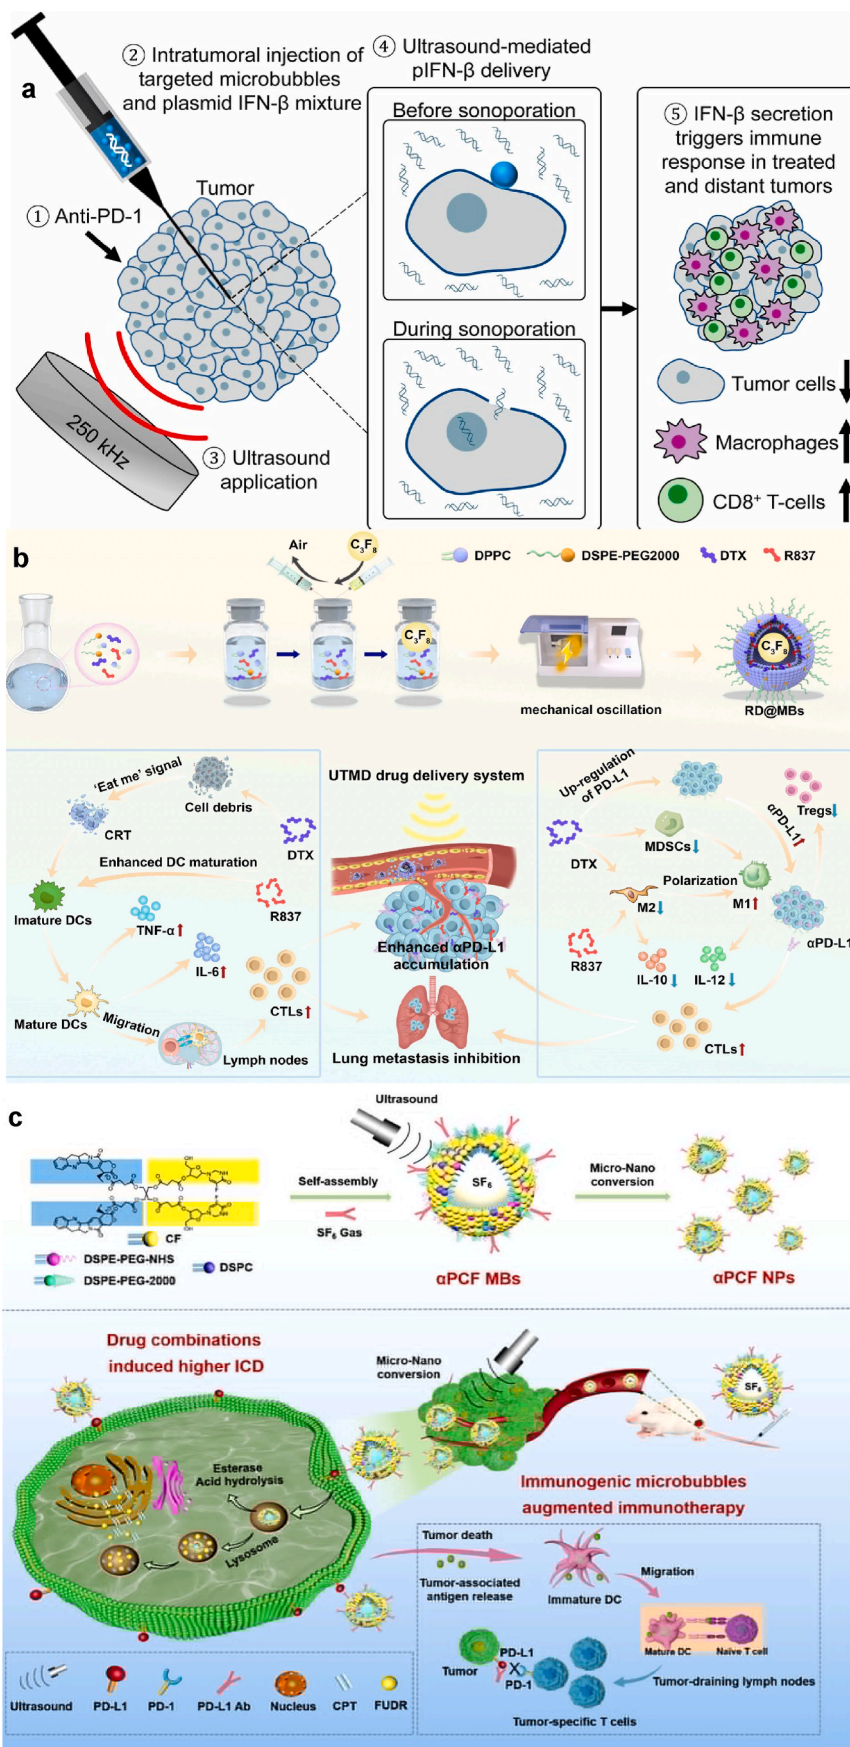 a
② Intratumoral injection of
targeted microbubbles
and plasmid IFN-β mixture
Tumor
① Anti-PD-1
250 kHz
③ Ultrasound
application
④ Ultrasound-mediated
pIFN-β delivery
Before sonoporation
During sonoporation
⑤ IFN-β secretion
triggers immune
response in treated
and distant tumors
Tumor cells
Macrophages
CD8⁺ T-cells
b
Air
C₃F₈
DPPC
DSPE-PEG2000
DTX
R837
C₃F₈
mechanical oscillation
C₃F₈
RD@MBs
'Eat me' signal
Cell debris
CRT
DTX
Enhanced DC maturation
Imature DCs
R837
TNF-α
IL-6
Mature DCs
Migration
Lymph nodes
CTLs
UTMD drug delivery system
Enhanced αPD-L1
accumulation
Lung metastasis inhibition
Up-regulation
of PD-L1
αPD-L1
Tregs
DTX
MDSCs
Polarization
M2
M1
R837
αPD-L1
IL-10
IL-12
CTLs
c
Ultrasound
CF
DSPE-PEG-NHS
DSPC
DSPE-PEG-2000
Self-assembly
SF₆ Gas
SF₆
αPCF MBs
Micro-Nano
conversion
αPCF NPs
Drug combinations
induced higher ICD
Micro-Nano
conversion
SF₆
Esterase
Acid hydrolysis
Lysosome
Immunogenic microbubbles
augmented immunotherapy
Tumor death
Tumor-associated
antigen release
Immature DC
Migration
Mature DC
Naive T cell
Tumor-draining lymph nodes
Tumor
PD-L1
PD-1
Tumor-specific T cells
Ultrasound
PD-L1
PD-1
PD-L1 Ab
Nucleus
CPT
FUDR